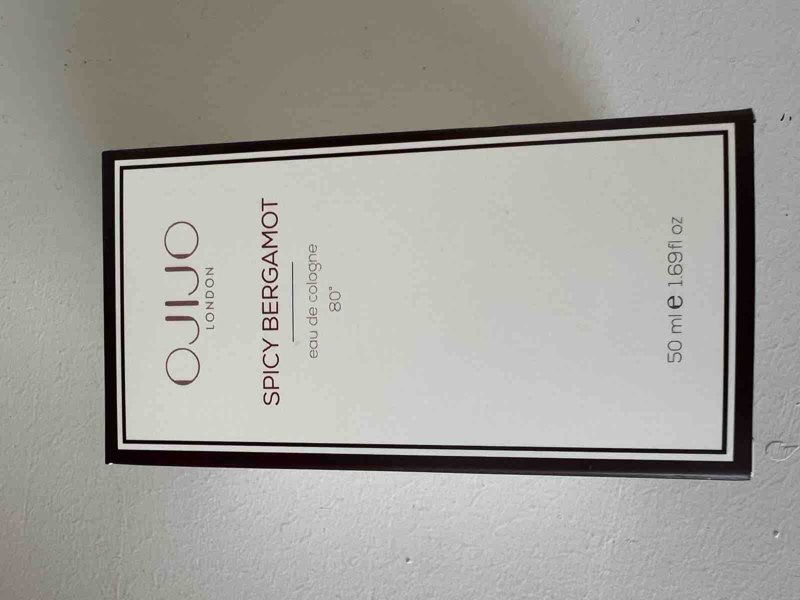 OJIJO
LONDON
SPICY BERGAMOT
eau de cologne
80°
50 ml ℮ 1.69fl oz